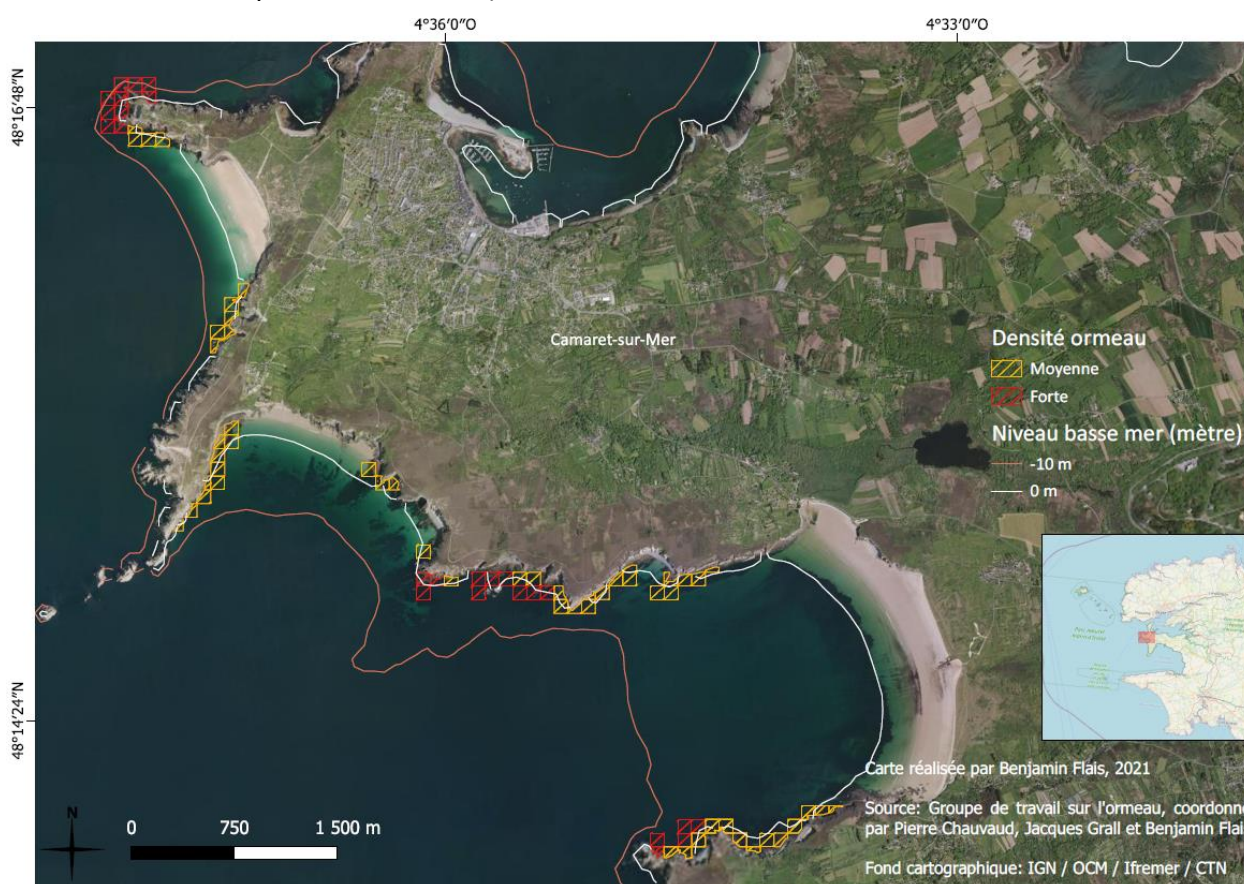 4°36′0″O
4°33′0″O
48°16′48″N
Camaret-sur-Mer
Densité ormeau
Moyenne
Forte
Niveau basse mer (mètre)
-10 m
0 m
48°14′24″N
N
0 750 1 500 m
Carte réalisée par Benjamin Flais, 2021
Source: Groupe de travail sur l'ormeau, coordonne
par Pierre Chauvaud, Jacques Grall et Benjamin Flai
Fond cartographique: IGN / OCM / Ifremer / CTN